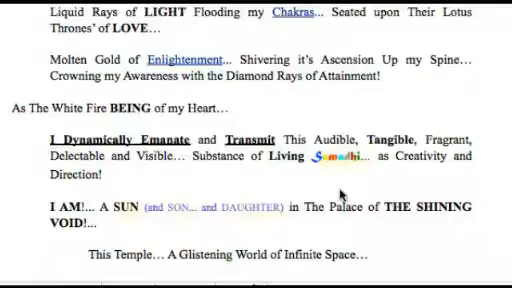 Liquid Rays of LIGHT Flooding my Chakras... Seated upon Their Lotus
Thrones' of LOVE...
Molten Gold of Enlightenment... Shivering it's Ascension Up my Spine...
Crowning my Awareness with the Diamond Rays of Attainment!
As The White Fire BEING of my Heart...
I Dynamically Emanate and Transmit This Audible, Tangible, Fragrant,
Delectable and Visible... Substance of Living Samadhi... as Creativity and
Direction!
I AM!... A SUN (and SON... and DAUGHTER) in The Palace of THE SHINING
VOID!...
This Temple... A Glistening World of Infinite Space...